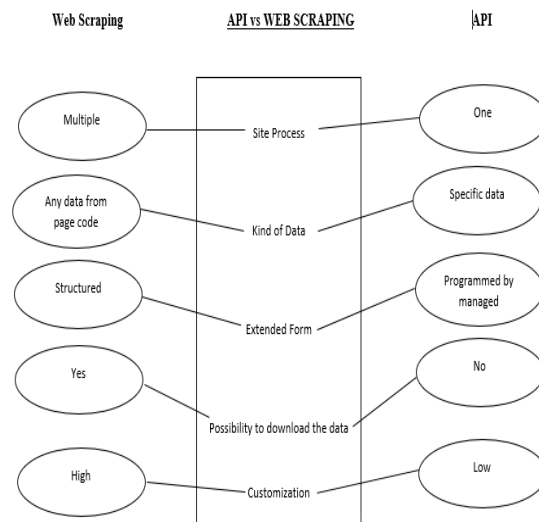 Web Scraping
API vs WEB SCRAPING
API
Multiple
Site Process
One
Any data from
page code
Kind of Data
Specific data
Structured
Extended Form
Programmed by
managed
Yes
Possibility to download the data
No
High
Customization
Low